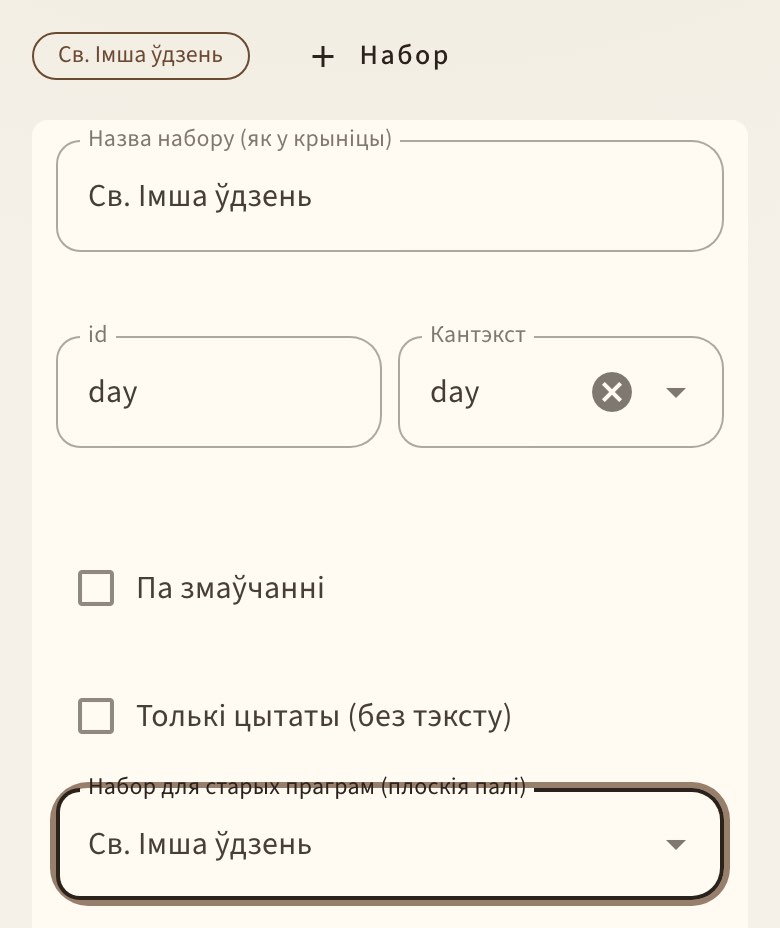 Св. Імша ўдзень
+ Набор
Назва набору (як у крыніцы)
Св. Імша ўдзень
id
day
Кантэкст
day
Па змаўчанні
Толькі цытаты (без тэксту)
Набор для старых праграм (плоскія палі)
Св. Імша ўдзень